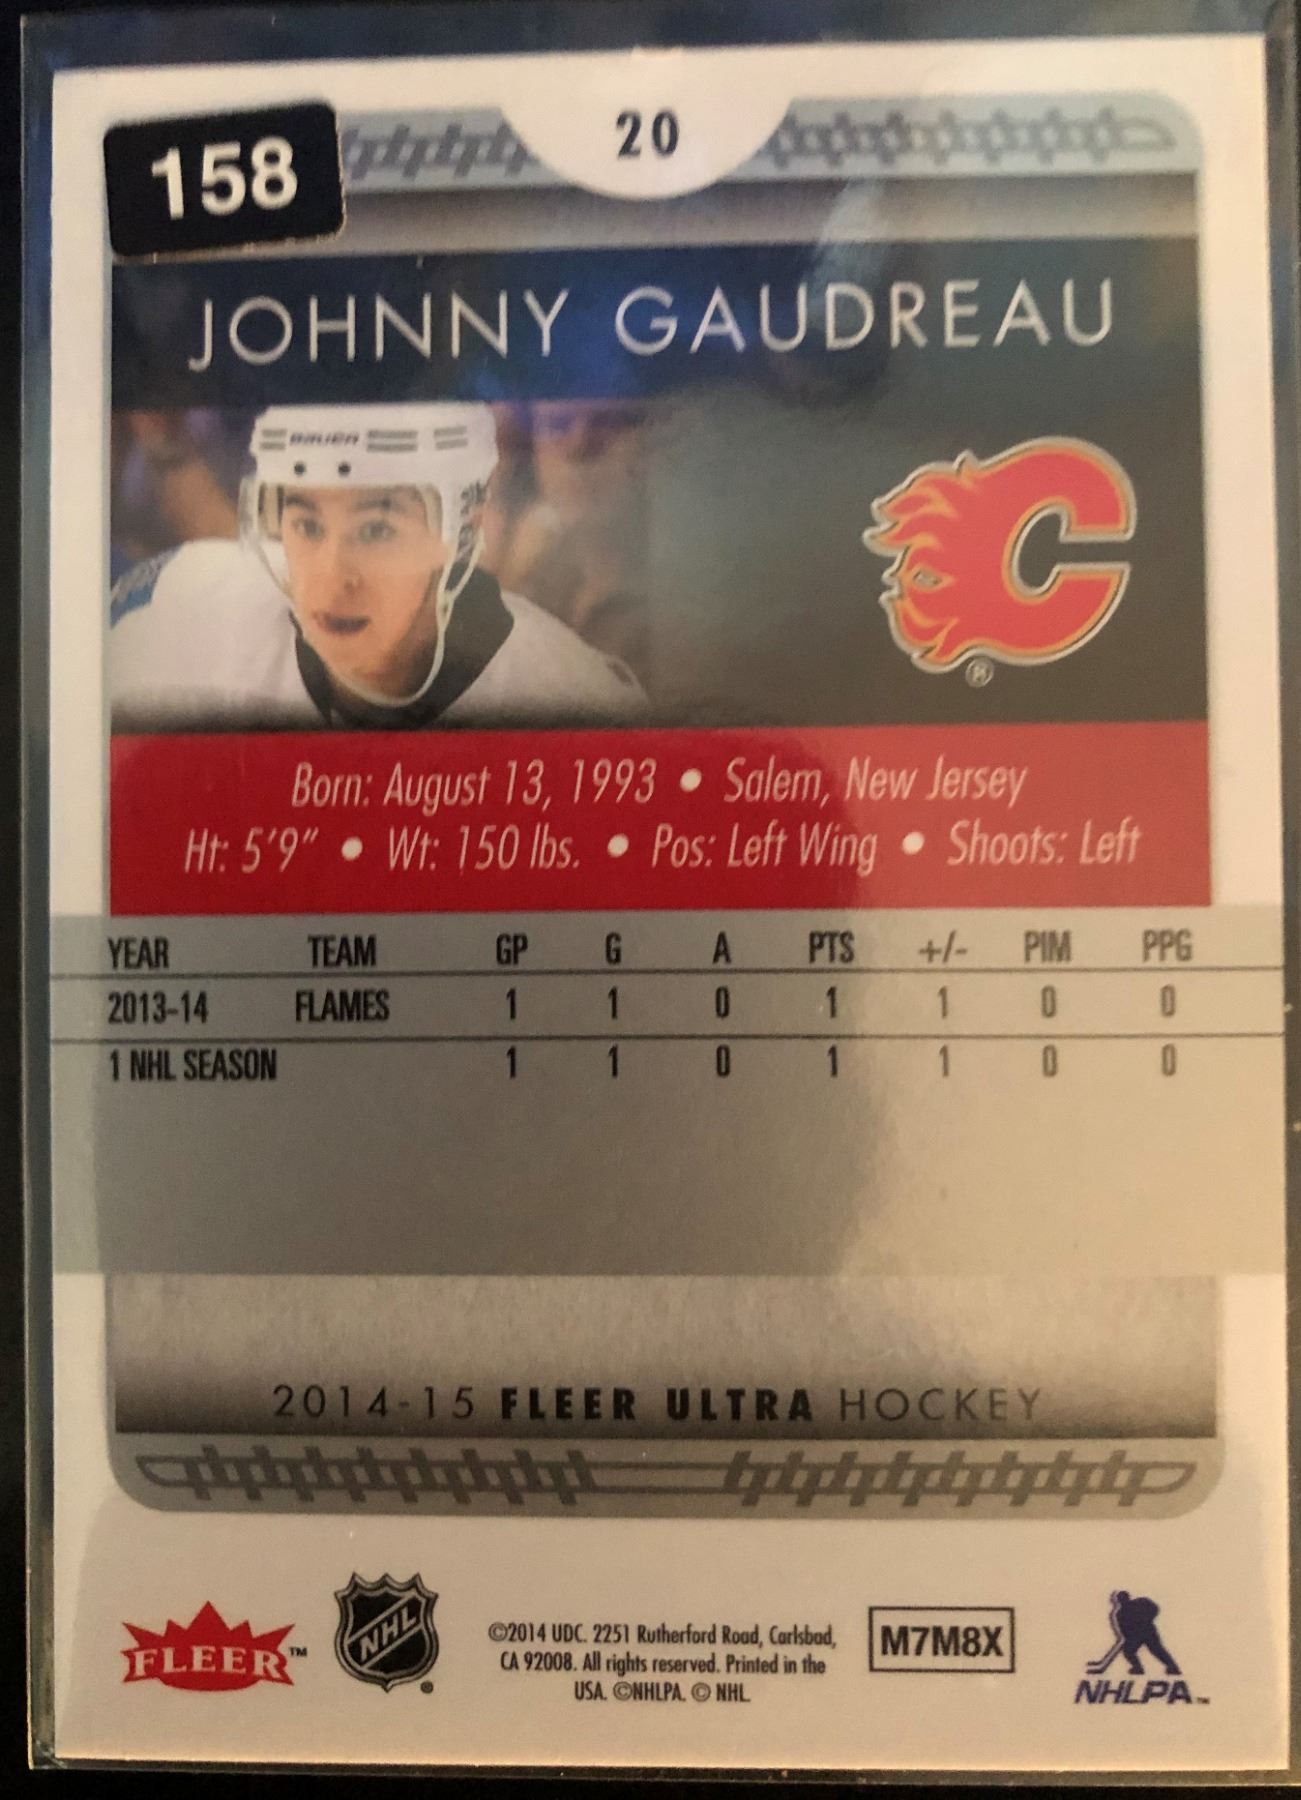 158
20
JOHNNY GAUDREAU
BAUER
Born: August 13, 1993 • Salem, New Jersey
Ht: 5'9" • Wt: 150 lbs. • Pos: Left Wing • Shoots: Left
YEAR TEAM GP G A PTS +/- PIM PPG
2013-14 FLAMES 1 1 0 1 1 0 0
1 NHL SEASON 1 1 0 1 1 0 0
2014-15 FLEER ULTRA HOCKEY
FLEER™
NHL
©2014 UDC. 2251 Rutherford Road, Carlsbad,
CA 92008. All rights reserved. Printed in the
USA. ©NHLPA. © NHL.
M7M8X
NHLPA™